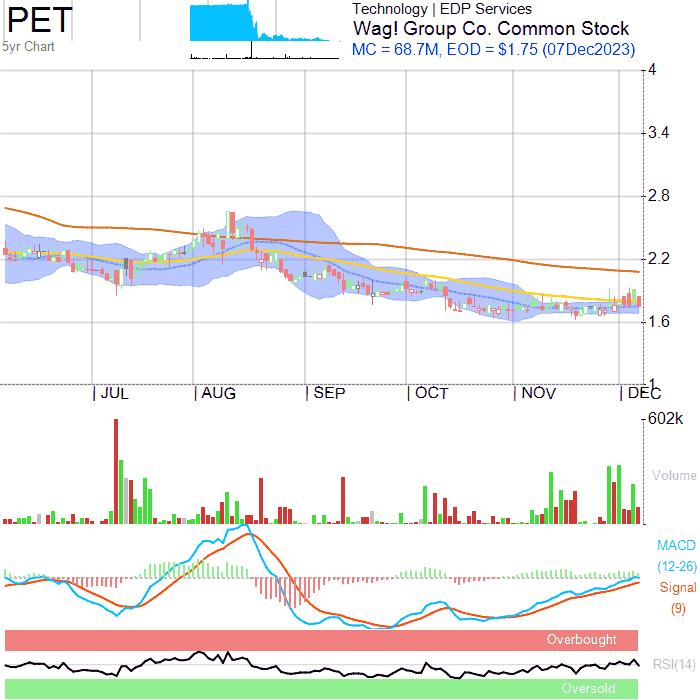 PET
5yr Chart
Technology | EDP Services
Wag! Group Co. Common Stock
MC = 68.7M, EOD = $1.75 (07Dec2023)
4
3.4
2.8
2.2
1.6
1
JUL AUG SEP OCT NOV DEC
602k
Volume
MACD
(12-26)
Signal
(9)
Overbought
RSI(14)
Oversold